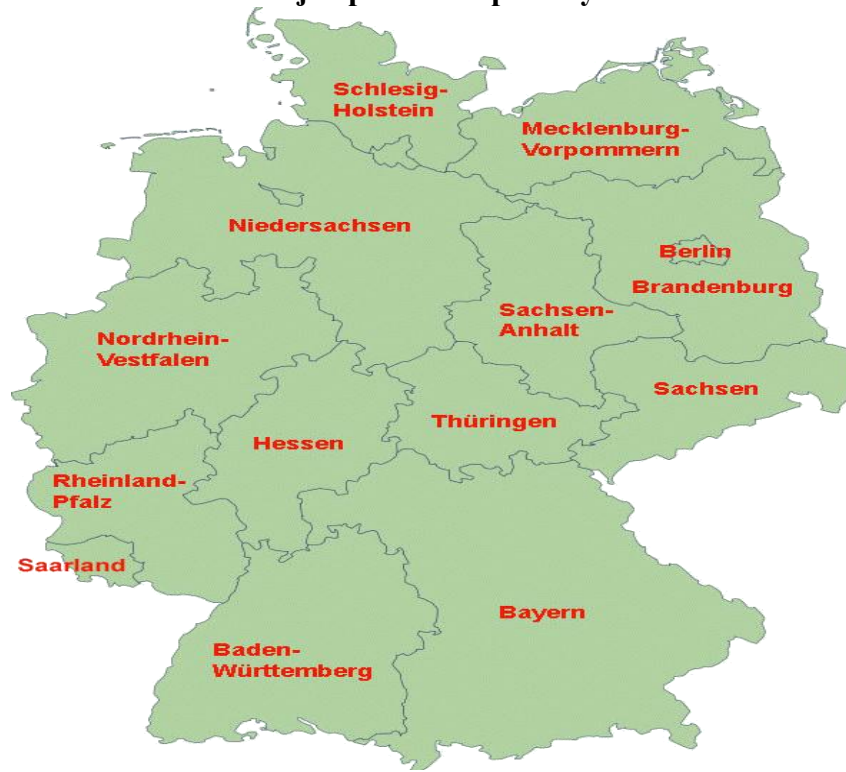 Schlesig-
Holstein
Mecklenburg-
Vorpommern
Niedersachsen
Berlin
Brandenburg
Sachsen-
Anhalt
Nordrhein-
Vestfalen
Sachsen
Thüringen
Hessen
Rheinland-
Pfalz
Saarland
Bayern
Baden-
Württemberg